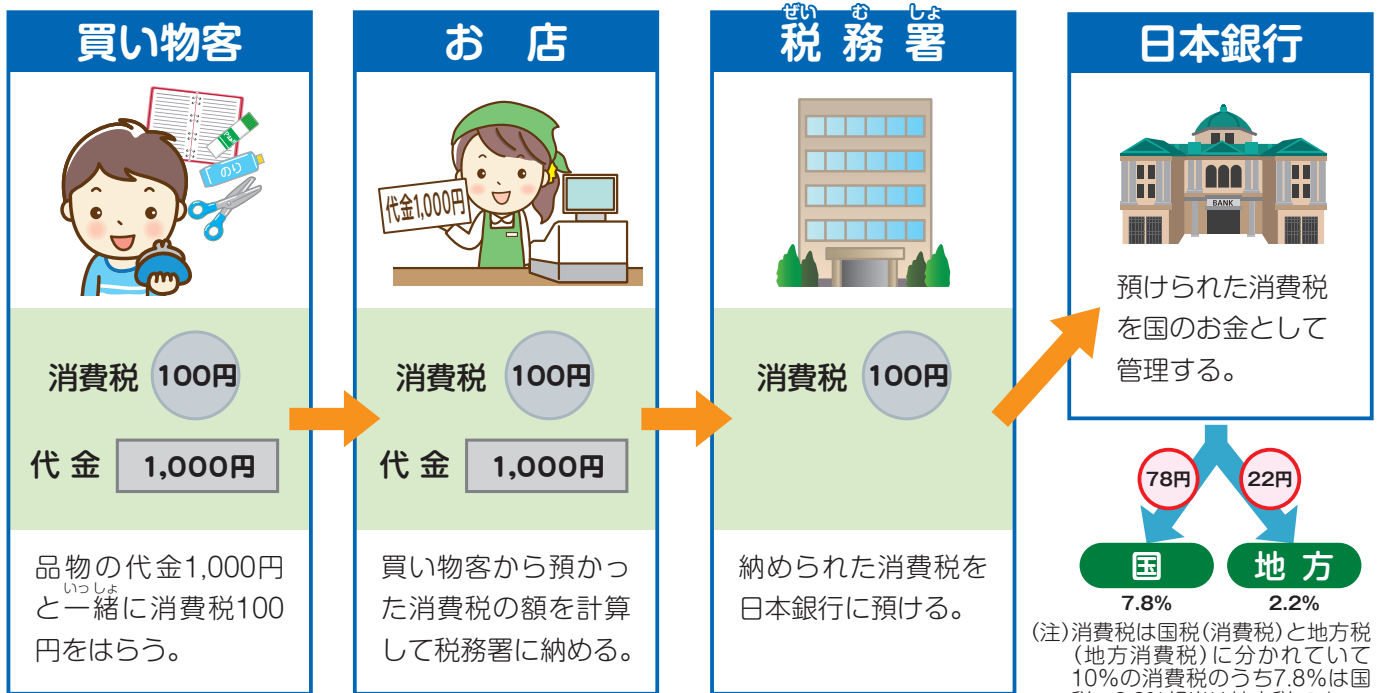 買い物客
のり
消費税 100円
代金 1,000円
品物の代金1,000円
いっしょ
と一緒に消費税100
円をはらう。
お店
代金1,000円
消費税 100円
代金 1,000円
買い物客から預かっ
た消費税の額を計算
して税務署に納める。
ぜい む しょ
税務署
消費税 100円
納められた消費税を
日本銀行に預ける。
日本銀行
BANK
預けられた消費税
を国のお金として
管理する。
78円 22円
国 地方
7.8% 2.2%
(注)消費税は国税(消費税)と地方税
(地方消費税)に分かれていて
10%の消費税のうち7.8%は国